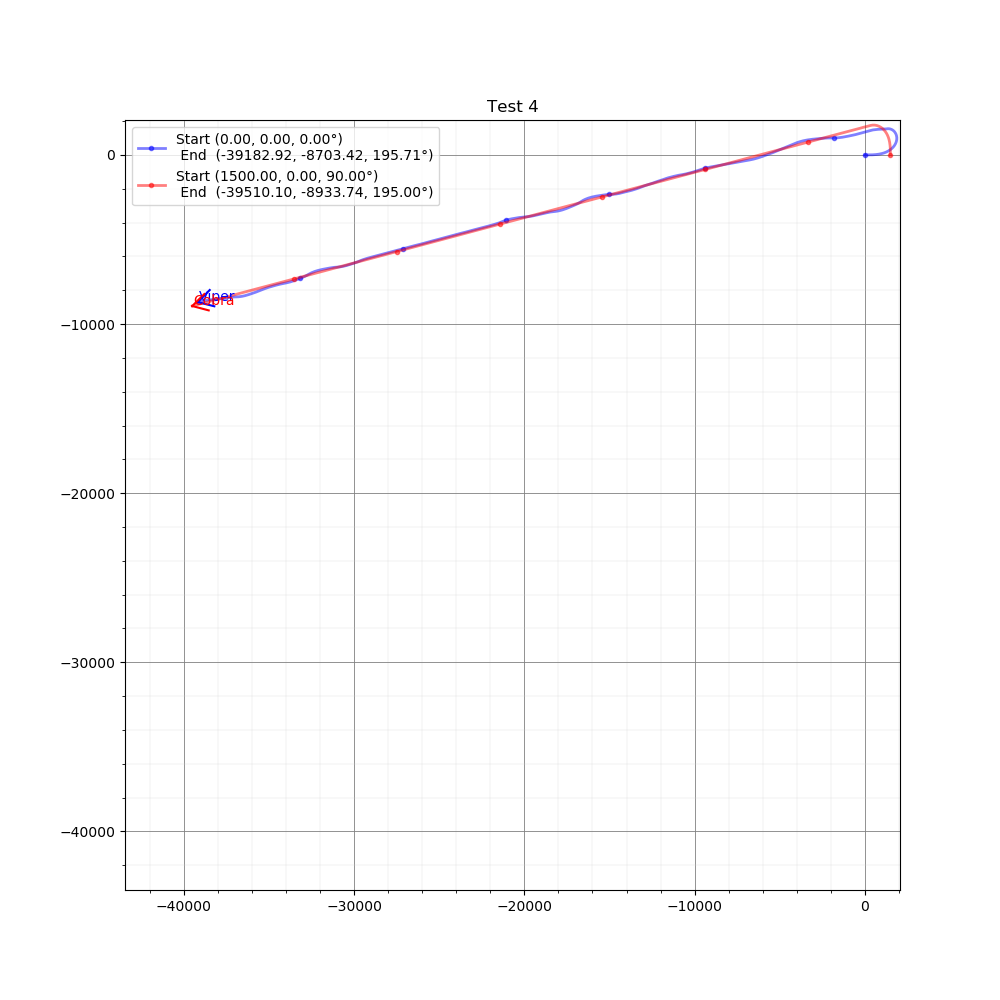 Test 4
Start (0.00, 0.00, 0.00°)
End  (-39182.92, -8703.42, 195.71°)
Start (1500.00, 0.00, 90.00°)
End  (-39510.10, -8933.74, 195.00°)
0
Viper
Cobra
−10000
−20000
−30000
−40000
−40000 −30000 −20000 −10000 0